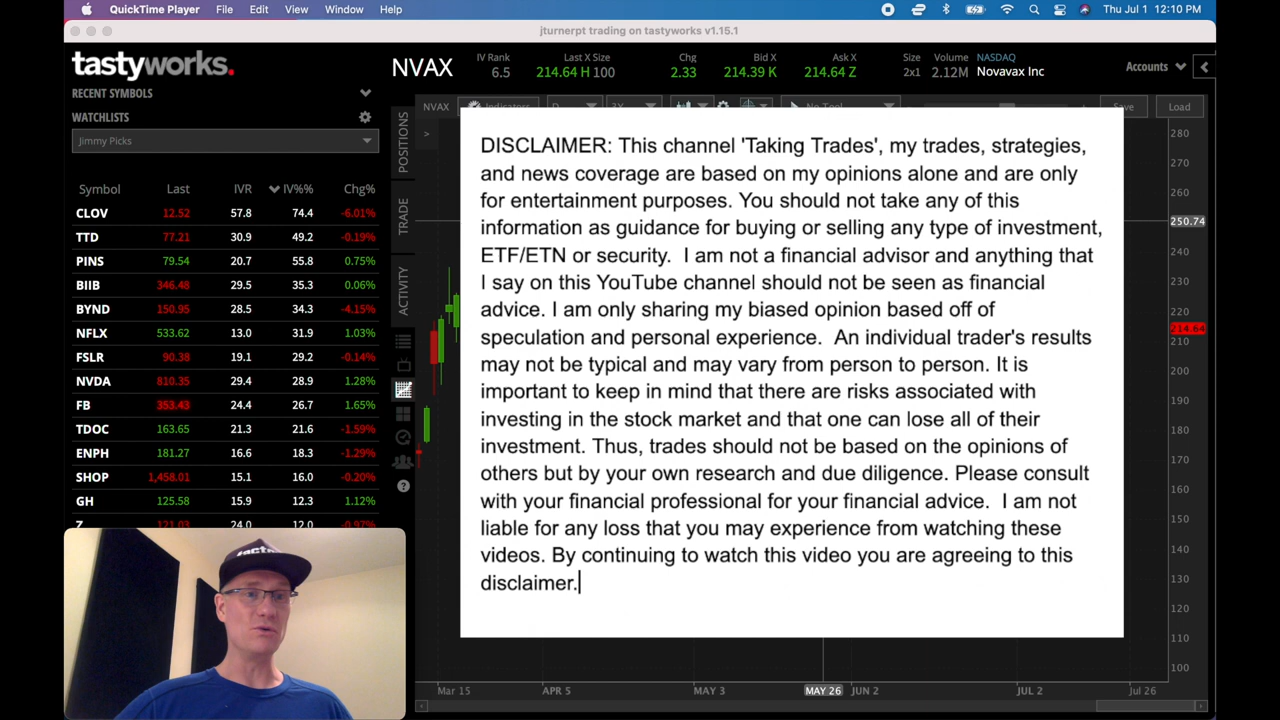 QuickTime Player File Edit View Window Help Thu Jul 1 12:10 PM
jturnerpt trading on tastyworks v1.15.1
tastyworks.
RECENT SYMBOLS
WATCHLISTS
Jimmy Picks
Symbol Last IVR IV%% Chg%
CLOV 12.52 57.8 74.4 -6.01%
TTD 77.21 30.9 49.2 -0.19%
PINS 79.54 20.7 55.8 0.75%
BIIB 346.48 29.5 35.3 0.06%
BYND 150.95 28.5 34.3 -4.15%
NFLX 533.62 13.0 31.9 1.03%
FSLR 90.38 19.1 29.2 -0.14%
NVDA 810.35 29.4 28.9 1.28%
FB 353.43 24.4 26.7 1.65%
TDOC 163.65 21.3 21.6 -1.59%
ENPH 181.27 16.6 18.3 -1.29%
SHOP 1,458.01 15.1 16.0 -0.20%
GH 125.58 15.9 12.3 1.12%
Z 121.03 24.0 12.0 -0.97%
NVAX
IV Rank Last X Size Chg Bid X Ask X Size Volume NASDAQ
6.5 214.64 H 100 2.33 214.39 K 214.64 Z 2x1 2.12M Novavax Inc
Accounts
POSITIONS
TRADE
ACTIVITY
NVAX Indicators D 3X No Tool Save Load
DISCLAIMER: This channel 'Taking Trades', my trades, strategies,
and news coverage are based on my opinions alone and are only
for entertainment purposes. You should not take any of this
information as guidance for buying or selling any type of investment,
ETF/ETN or security. I am not a financial advisor and anything that
I say on this YouTube channel should not be seen as financial
advice. I am only sharing my biased opinion based off of
speculation and personal experience. An individual trader's results
may not be typical and may vary from person to person. It is
important to keep in mind that there are risks associated with
investing in the stock market and that one can lose all of their
investment. Thus, trades should not be based on the opinions of
others but by your own research and due diligence. Please consult
with your financial professional for your financial advice. I am not
liable for any loss that you may experience from watching these
videos. By continuing to watch this video you are agreeing to this
disclaimer.
280
270
260
250.74
240
230
220
214.64
210
200
190
180
170
160
150
140
130
120
110
100
Mar 15 APR 5 MAY 3 MAY 26 JUN 2 JUL 2 Jul 26